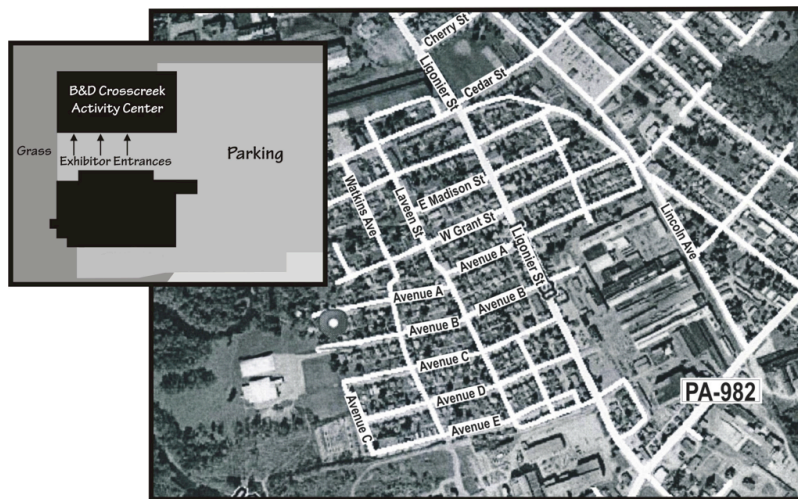 B&D Crosscreek
Activity Center
Grass
Exhibitor Entrances
Parking
Cherry St
Ligonier St
Cedar St
Watkins Ave
Laveen St
E Madison St
W Grant St
Ligonier St
Lincoln Ave
Avenue A
Avenue A
Avenue B
Avenue B
Avenue C
Avenue D
Avenue C
Avenue E
PA-982